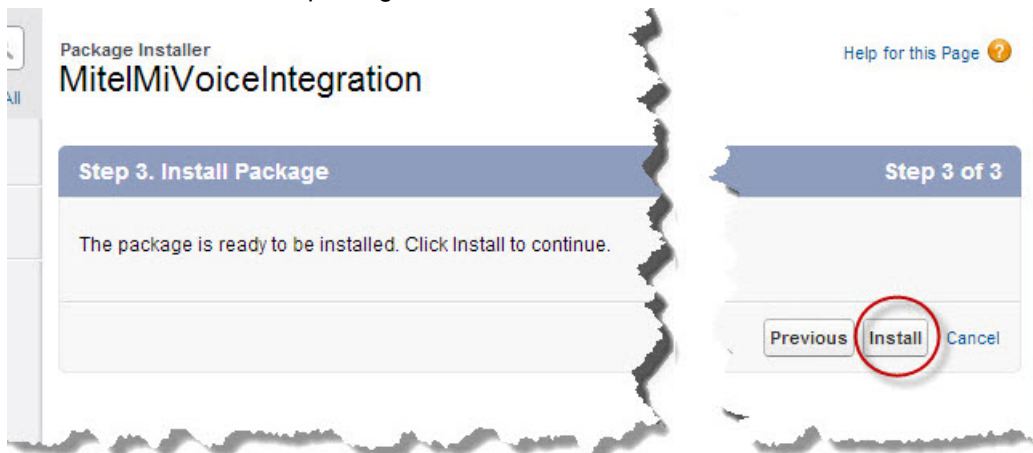 Package Installer
MitelMiVoiceIntegration
Help for this Page
All
Step 3. Install Package
Step 3 of 3
The package is ready to be installed. Click Install to continue.
Previous Install Cancel